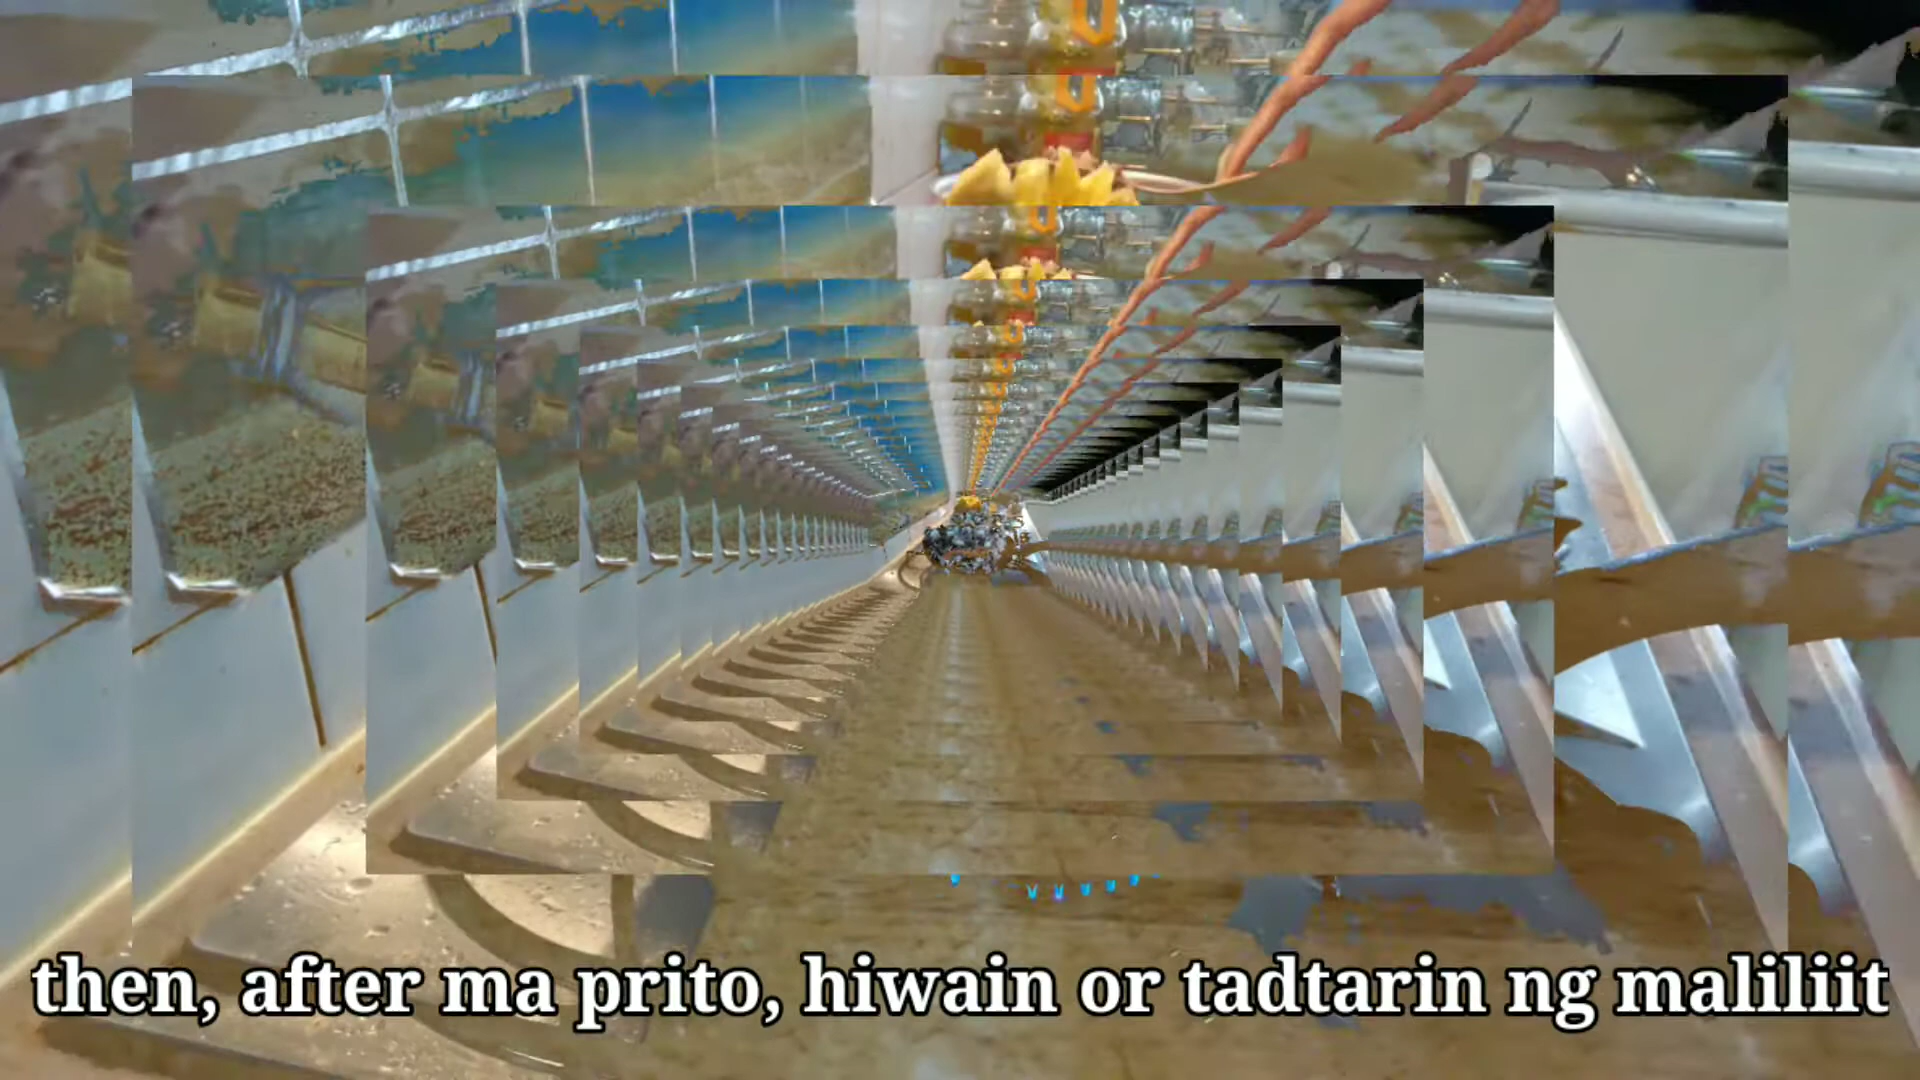 then, after ma prito, hiwain or tadtarin ng maliliit